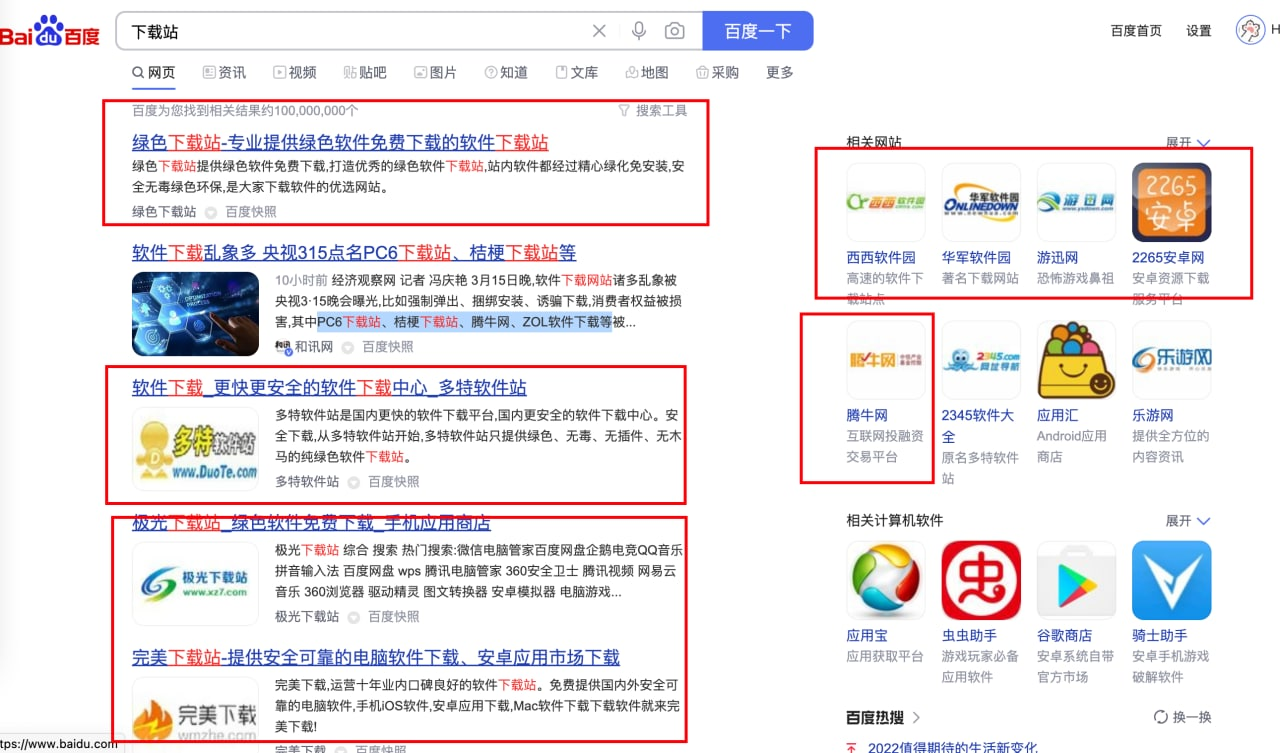 Bai du 百度
下载站
百度一下
百度首页 设置 H
网页 资讯 视频 贴吧 图片 知道 文库 地图 采购 更多
百度为您找到相关结果约100,000,000个 搜索工具
绿色下载站-专业提供绿色软件免费下载的软件下载站
绿色下载站提供绿色软件免费下载,打造优秀的绿色软件下载站,站内软件都经过精心绿化免安装,安
全无毒绿色环保,是大家下载软件的优选网站。
绿色下载站 百度快照
软件下载乱象多 央视315点名PC6下载站、桔梗下载站等
OPTIMIZATION PROCESS
10小时前 经济观察网 记者 冯庆艳 3月15日晚,软件下载网站诸多乱象被
央视3·15晚会曝光,比如强制弹出、捆绑安装、诱骗下载,消费者权益被损
害,其中PC6下载站、桔梗下载站、腾牛网、ZOL软件下载等被...
和讯网 百度快照
软件下载_更快更安全的软件下载中心_多特软件站
多特软件站
www.DuoTe.com
多特软件站是国内更快的软件下载平台,国内更安全的软件下载中心。安
全下载,从多特软件站开始,多特软件站只提供绿色、无毒、无插件、无木
马的纯绿色软件下载站。
多特软件站 百度快照
极光下载站_绿色软件免费下载_手机应用商店
极光下载站
www.xz7.com
极光下载站 综合 搜索 热门搜索:微信电脑管家百度网盘企鹅电竞QQ音乐
拼音输入法 百度网盘 wps 腾讯电脑管家 360安全卫士 腾讯视频 网易云
音乐 360浏览器 驱动精灵 图文转换器 安卓模拟器 电脑游戏...
极光下载站 百度快照
完美下载站-提供安全可靠的电脑软件下载、安卓应用市场下载
完美下载
wmzhe.com
完美下载,运营十年业内口碑良好的软件下载站。免费提供国内外安全可
靠的电脑软件,手机iOS软件,安卓应用下载,Mac软件下载下载软件就来完
美下载!
完美下载 百度快照
tps://www.baidu.com
相关网站 展开
西西软件园 华军软件园 ONLINEDOWN 游迅网 www.yxdown.com 2265安卓
西西软件园 华军软件园 游迅网 2265安卓网
高速的软件下 著名下载网站 恐怖游戏鼻祖 安卓资源下载
载站点 服务平台
腾牛网 2345.com 网址导航 乐游网
腾牛网 2345软件大 应用汇 乐游网
互联网投融资 全 Android应用 提供全方位的
交易平台 原名多特软件 商店 内容资讯
站
相关计算机软件 展开
虫
应用宝 虫虫助手 谷歌商店 骑士助手
应用获取平台 游戏玩家必备 安卓系统自带 安卓手机游戏
应用软件 官方市场 破解软件
百度热搜 换一换
2022值得期待的生活新变化